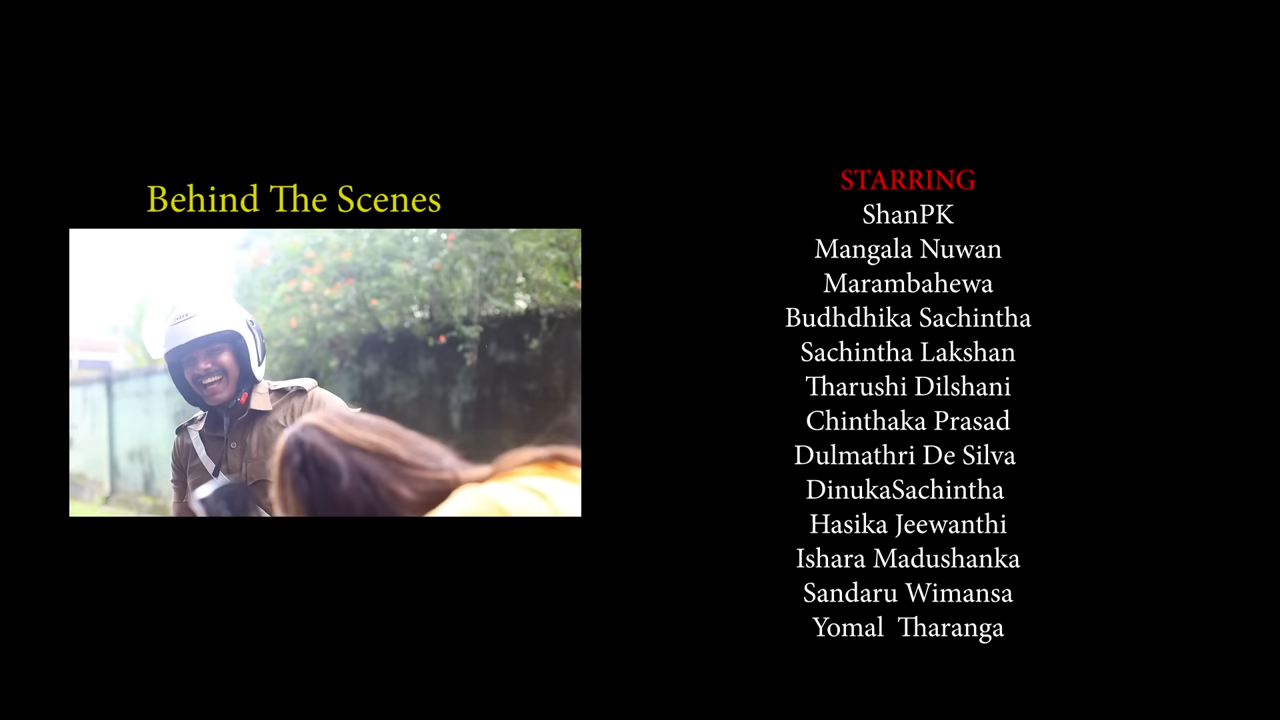 Behind The Scenes
STARRING
ShanPK
Mangala Nuwan
Marambahewa
Budhdhika Sachintha
Sachintha Lakshan
Tharushi Dilshani
Chinthaka Prasad
Dulmathri De Silva
DinukaSachintha
Hasika Jeewanthi
Ishara Madushanka
Sandaru Wimansa
Yomal  Tharanga